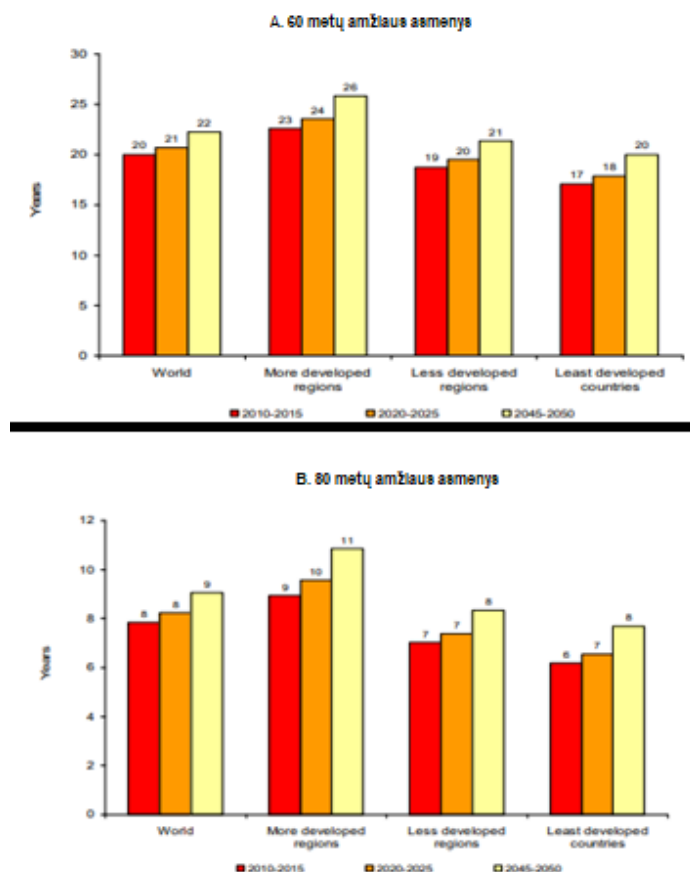 A. 60 metų amžiaus asmenys
30
25
20
15
10
5
0
Years
20 21 22
23 24 26
19 20 21
17 18 20
World
More developed regions
Less developed regions
Least developed countries
2010-2015 2020-2025 2045-2050
B. 80 metų amžiaus asmenys
12
10
8
6
4
2
0
Years
8 8 9
9 10 11
7 7 8
6 7 8
World
More developed regions
Less developed regions
Least developed countries
2010-2015 2020-2025 2045-2050